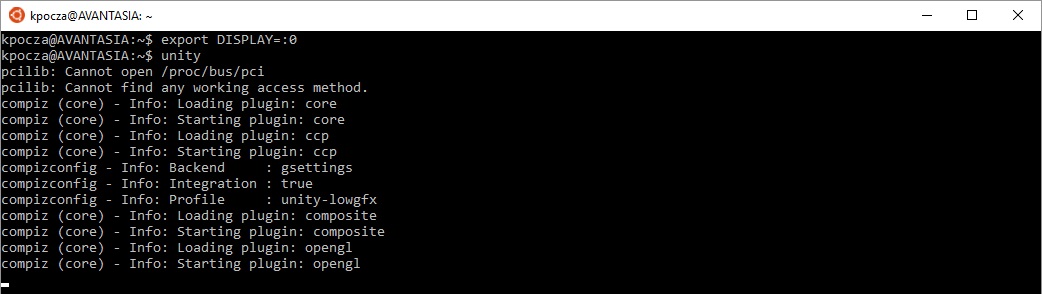 kpocza@AVANTASIA: ~
kpocza@AVANTASIA:~$ export DISPLAY=:0
kpocza@AVANTASIA:~$ unity
pcilib: Cannot open /proc/bus/pci
pcilib: Cannot find any working access method.
compiz (core) - Info: Loading plugin: core
compiz (core) - Info: Starting plugin: core
compiz (core) - Info: Loading plugin: ccp
compiz (core) - Info: Starting plugin: ccp
compizconfig - Info: Backend     : gsettings
compizconfig - Info: Integration : true
compizconfig - Info: Profile     : unity-lowgfx
compiz (core) - Info: Loading plugin: composite
compiz (core) - Info: Starting plugin: composite
compiz (core) - Info: Loading plugin: opengl
compiz (core) - Info: Starting plugin: opengl